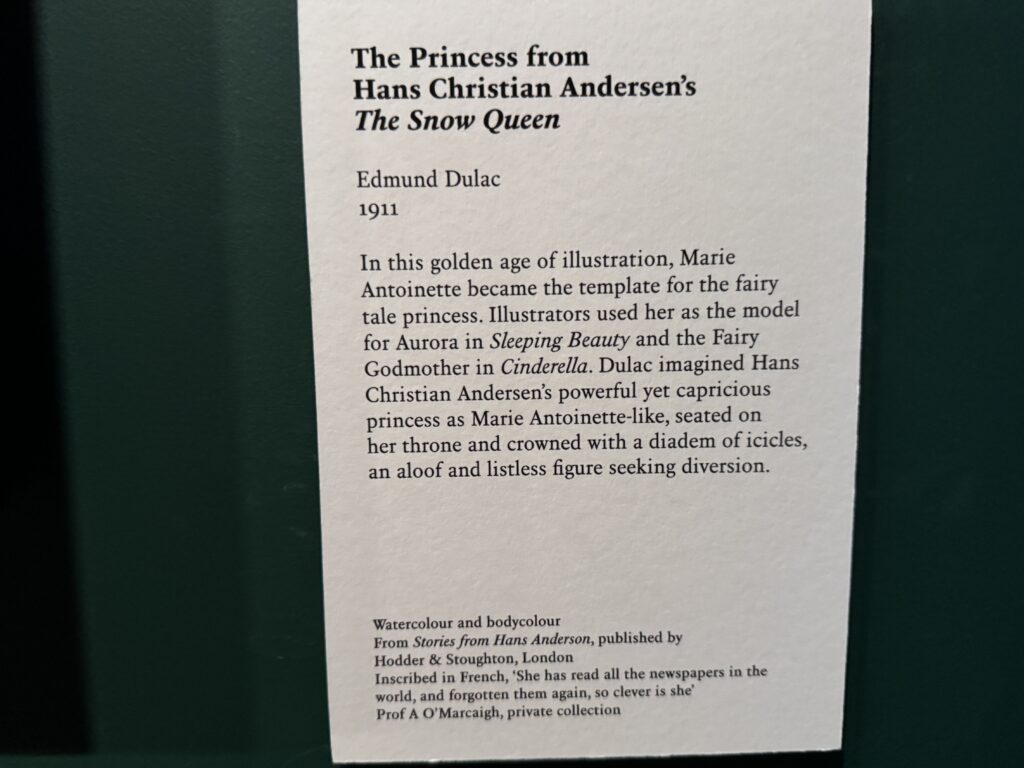 The Princess from
Hans Christian Andersen’s
The Snow Queen
Edmund Dulac
1911
In this golden age of illustration, Marie
Antoinette became the template for the fairy
tale princess. Illustrators used her as the model
for Aurora in Sleeping Beauty and the Fairy
Godmother in Cinderella. Dulac imagined Hans
Christian Andersen’s powerful yet capricious
princess as Marie Antoinette-like, seated on
her throne and crowned with a diadem of icicles,
an aloof and listless figure seeking diversion.
Watercolour and bodycolour
From Stories from Hans Anderson, published by
Hodder & Stoughton, London
Inscribed in French, ‘She has read all the newspapers in the
world, and forgotten them again, so clever is she’
Prof A O’Marcaigh, private collection